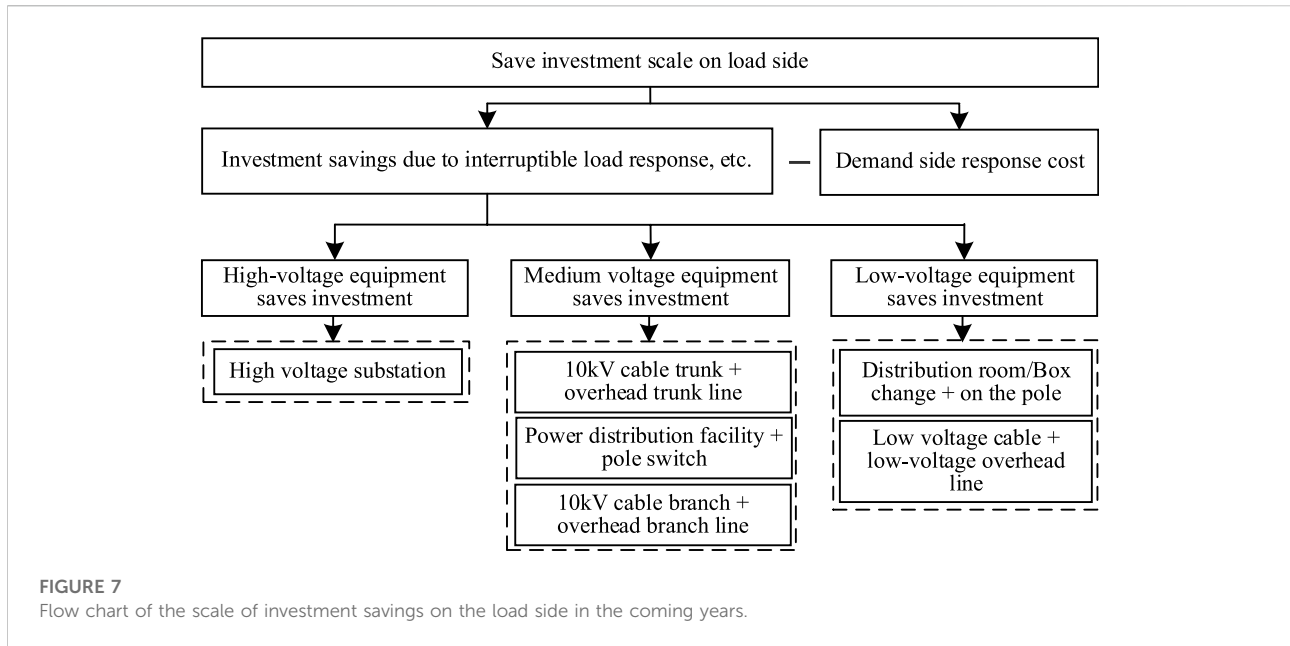 Save investment scale on load side
Investment savings due to interruptible load response, etc.
—
Demand side response cost
High-voltage equipment
saves investment
Medium voltage equipment
saves investment
Low-voltage equipment
saves investment
High voltage substation
10kV cable trunk +
overhead trunk line
Power distribution facility +
pole switch
10kV cable branch +
overhead branch line
Distribution room/Box
change + on the pole
Low voltage cable +
low-voltage overhead
line
FIGURE 7
Flow chart of the scale of investment savings on the load side in the coming years.